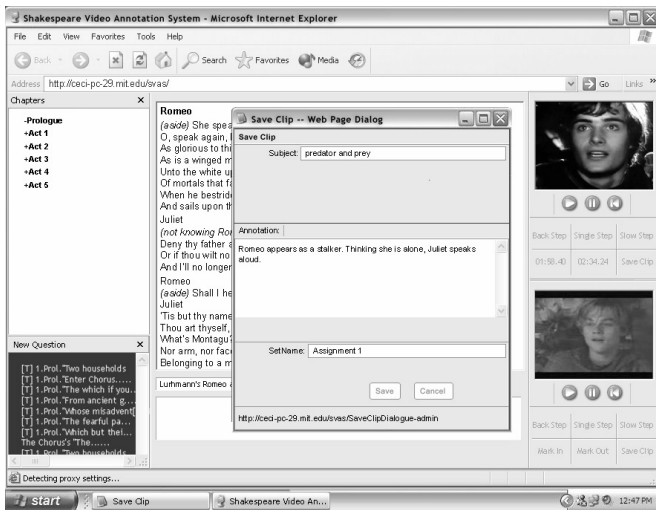 Shakespeare Video Annotation System - Microsoft Internet Explorer
File Edit View Favorites Tools Help
Back Search Favorites Media
Address http://ceci-pc-29.mit.edu/svas/ Go Links »
Chapters X
-Prologue
+Act 1
+Act 2
+Act 3
+Act 4
+Act 5
New Question X
[T] 1.Prol."Two households
[T] 1.Prol."Enter Chorus.....
[T] 1.Prol."The which if you...
[T] 1.Prol."From ancient g....
[T] 1.Prol."Whose misadvent[
[T] 1.Prol."The fearful pa...
[T] 1.Prol."Which but thei...
The Chorus's "The......
[T] 1.Prol."Two households
Romeo
(aside) She spea
O, speak again,
As glorious to thi
As is a winged m
Unto the white u
Of mortals that fa
When he bestrid
And sails upon th
Juliet
(not knowing Ro
Deny thy father a
Or if thou wilt no
And I'll no longer
Romeo
(aside) Shall I he
Juliet
'Tis but thy name
Thou art thyself,
What's Montagu
Nor arm, nor face
Belonging to a m
Luhrmann's Romeo
Save Clip -- Web Page Dialog
Save Clip
Subject: predator and prey
Annotation:
Romeo appears as a stalker. Thinking she is alone, Juliet speaks
aloud.
SetName: Assignment 1
Save Cancel
http://ceci-pc-29.mit.edu/svas/SaveClipDialogue-admin
Back Step Single Step Slow Step
01:58.40 02:34.24 Save Clip
Back Step Single Step Slow Step
Mark In Mark Out Save Clip
Detecting proxy settings...
start Save Clip Shakespeare Video An... 12:47 PM